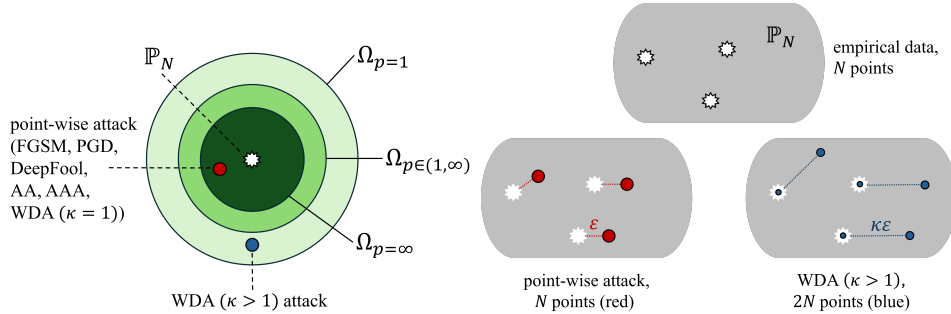 ℙ_N
Ω_{p=1}
point-wise attack
(FGSM, PGD,
DeepFool,
AA, AAA,
WDA (κ = 1))
Ω_{p∈(1,∞)}
Ω_{p=∞}
WDA (κ > 1) attack
ℙ_N
empirical data,
N points
ε
point-wise attack,
N points (red)
κε
WDA (κ > 1),
2N points (blue)